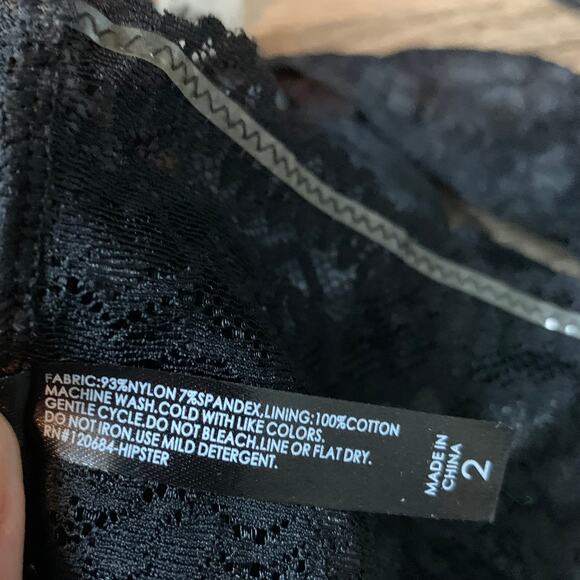 FABRIC:93%NYLON 7%SPANDEX,LINING:100%COTTON
MACHINE WASH.COLD WITH LIKE COLORS.
GENTLE CYCLE.DO NOT BLEACH.LINE OR FLAT DRY.
DO NOT IRON.USE MILD DETERGENT.
RN#120684-HIPSTER
MADE IN
CHINA
2